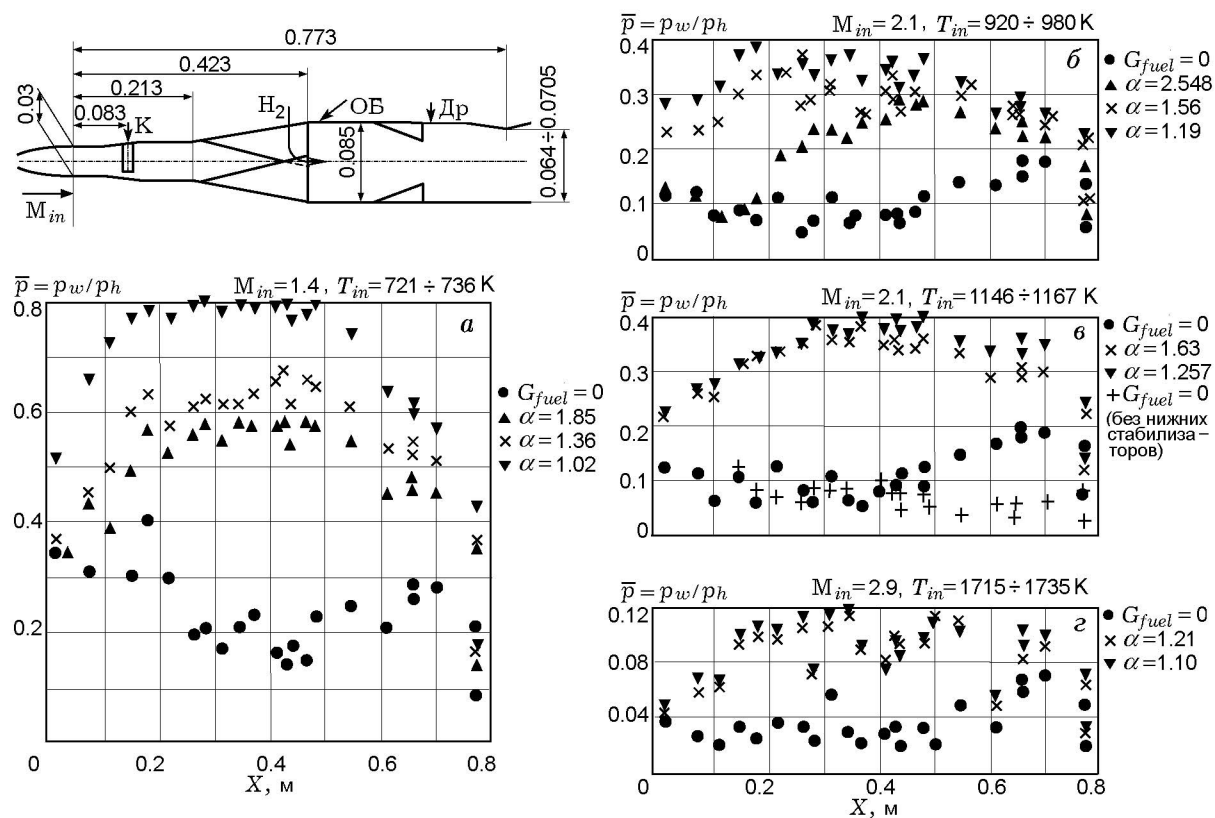 0.773
0.423
0.213
0.083
0.03
K
H₂
ОБ
Др
0.085
0.064÷0.0705
M_in
p̅ = p_w/p_h
M_in = 1.4, T_in = 721 ÷ 736 K
а
0.8
0.6
0.4
0.2
0
0.2
0.4
0.6
0.8
X, м
G_fuel = 0
α = 1.85
α = 1.36
α = 1.02
p̅ = p_w/p_h
M_in = 2.1, T_in = 920 ÷ 980 K
б
0.4
0.3
0.2
0.1
0
G_fuel = 0
α = 2.548
α = 1.56
α = 1.19
p̅ = p_w/p_h
M_in = 2.1, T_in = 1146 ÷ 1167 K
в
0.4
0.3
0.2
0.1
0
G_fuel = 0
α = 1.63
α = 1.257
+ G_fuel = 0
(без нижних
стабилиза–
торов)
p̅ = p_w/p_h
M_in = 2.9, T_in = 1715 ÷ 1735 K
г
0.12
0.08
0.04
0
0.2
0.4
0.6
0.8
X, м
G_fuel = 0
α = 1.21
α = 1.10